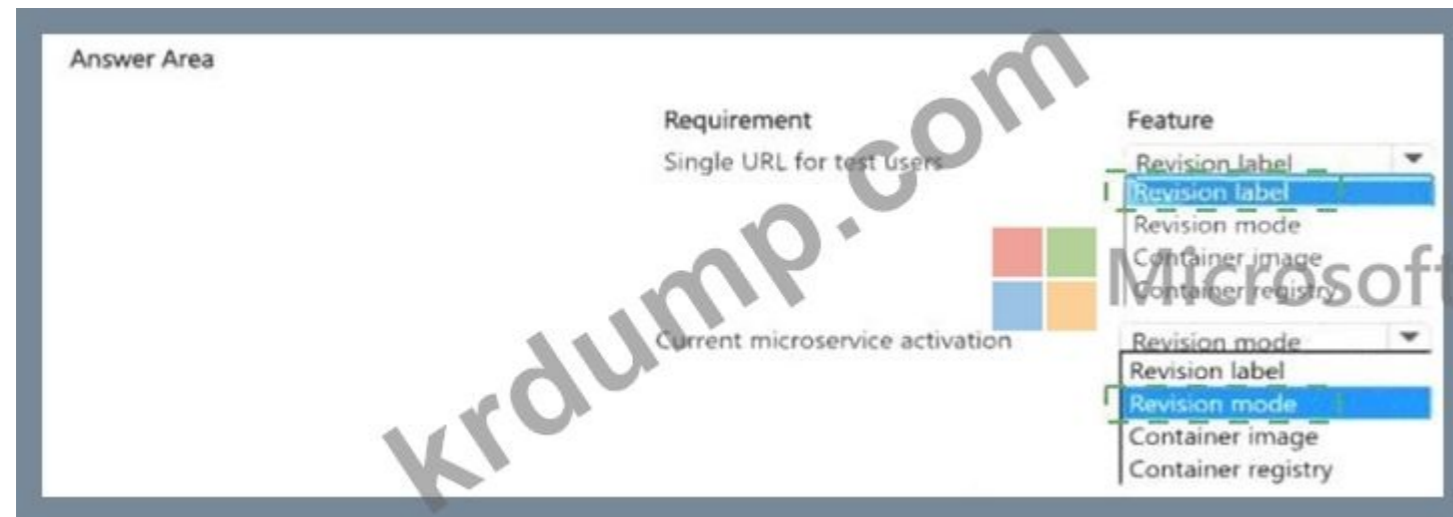 Answer Area
Requirement Feature
Single URL for test users Revision label
Revision label
Revision mode
Container image
Container registry
Current microservice activation Revision mode
Revision label
Revision mode
Container image
Container registry
krdump.com
Microsoft